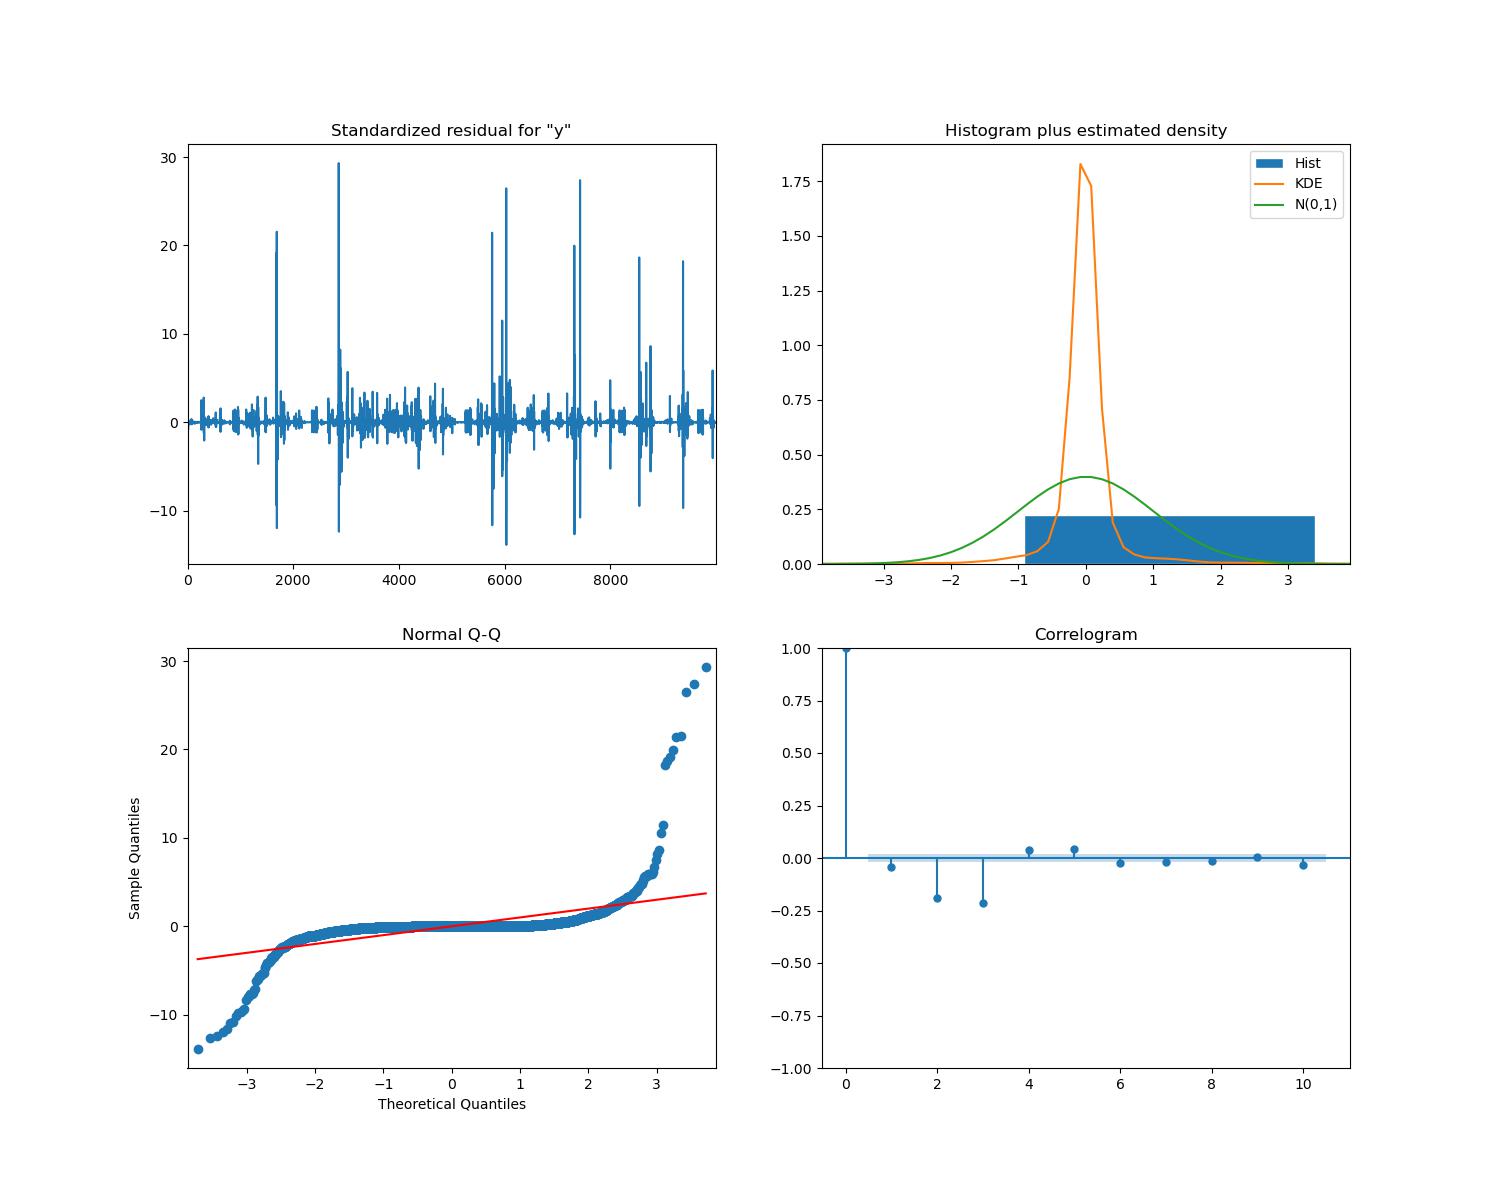 Standardized residual for "y"
30
20
10
0
−10
0 2000 4000 6000 8000
Histogram plus estimated density
Hist
KDE
N(0,1)
1.75
1.50
1.25
1.00
0.75
0.50
0.25
0.00
−3 −2 −1 0 1 2 3
Normal Q-Q
Sample Quantiles
30
20
10
0
−10
−3 −2 −1 0 1 2 3
Theoretical Quantiles
Correlogram
1.00
0.75
0.50
0.25
0.00
−0.25
−0.50
−0.75
−1.00
0 2 4 6 8 10